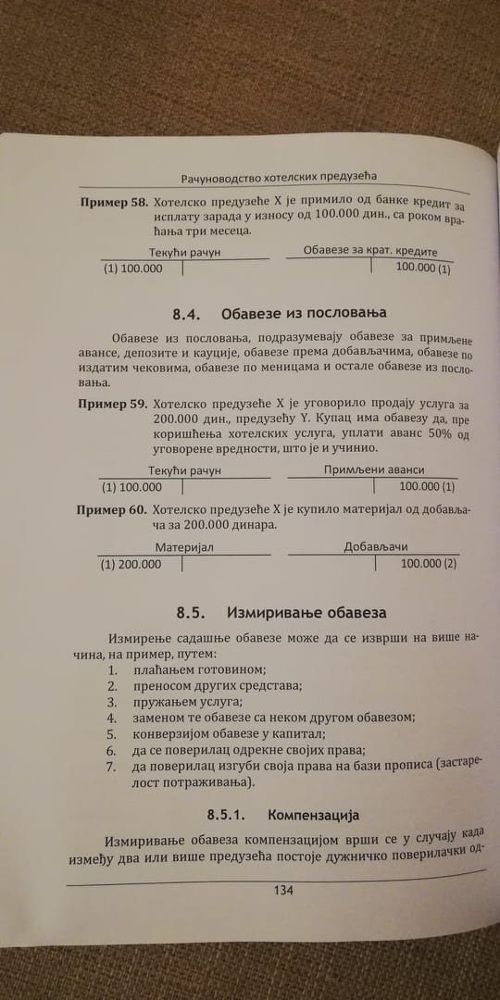 Рачуноводство хотелских предузећа
Пример 58. Хотелско предузеће X је примило од банке кредит за
исплату зарада у износу од 100.000 дин., са роком вра-
ћања три месеца.
Текући рачун Обавезе за крат. кредите
(1) 100.000 100.000 (1)
8.4. Обавезе из пословања
Обавезе из пословања, подразумевају обавезе за примљене
авансе, депозите и кауције, обавезе према добављачима, обавезе по
издатим чековима, обавезе по меницама и остале обавезе из посло-
вања.
Пример 59. Хотелско предузеће X је уговорило продају услуга за
200.000 дин., предузећу Y. Купац има обавезу да, пре
коришћења хотелских услуга, уплати аванс 50% од
уговорене вредности, што је и учинио.
Текући рачун Примљени аванси
(1) 100.000 100.000 (1)
Пример 60. Хотелско предузеће X је купило материјал од добавља-
ча за 200.000 динара.
Материјал Добављачи
(1) 200.000 100.000 (2)
8.5. Измиривање обавеза
Измирење садашње обавезе може да се изврши на више на-
чина, на пример, путем:
1. плаћањем готовином;
2. преносом других средстава;
3. пружањем услуга;
4. заменом те обавезе са неком другом обавезом;
5. конверзијом обавезе у капитал;
6. да се поверилац одрекне својих права;
7. да поверилац изгуби своја права на бази прописа (застаре-
лост потраживања).
8.5.1. Компензација
Измиривање обавеза компензацијом врши се у случају када
између два или више предузећа постоје дужничко поверилачки од-
134